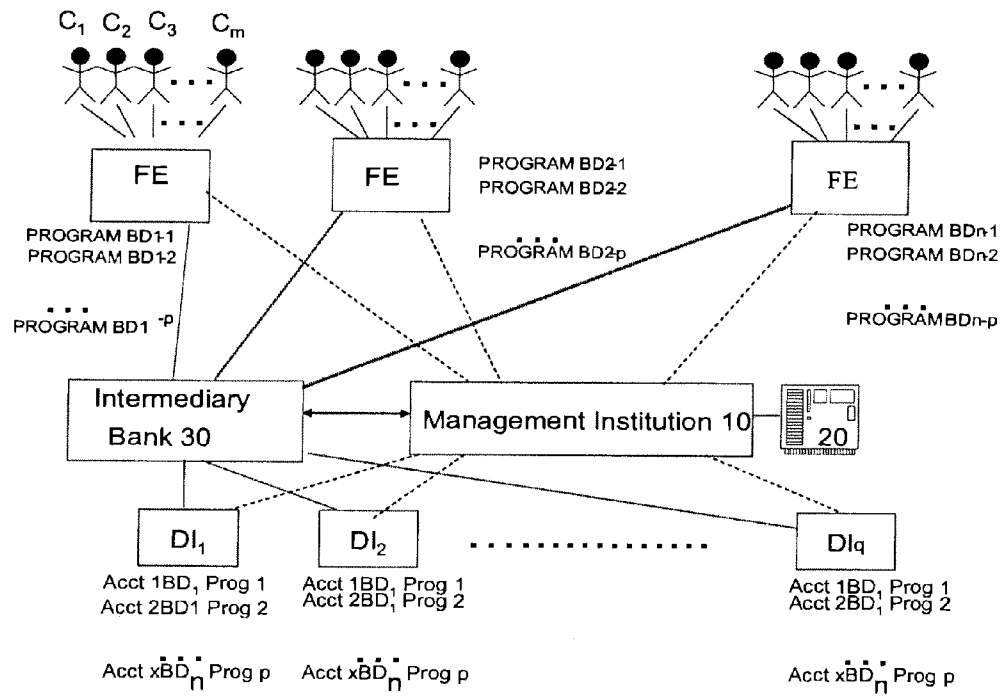 C₁ C₂ C₃ Cₘ
FE
FE
FE
PROGRAM BD2-1
PROGRAM BD2-2
PROGRAM BD2-p
PROGRAM BD1-1
PROGRAM BD1-2
PROGRAM BD1 -p
PROGRAM BDn-1
PROGRAM BDn-2
PROGRAM BDn-p
Intermediary
Bank 30
Management Institution 10
20
DI₁
DI₂
DIq
Acct 1BD₁ Prog 1
Acct 2BD1 Prog 2
Acct xBDₙ Prog p
Acct 1BD₁ Prog 1
Acct 2BD₁ Prog 2
Acct xBDₙ Prog p
Acct 1BD₁ Prog 1
Acct 2BD₁ Prog 2
Acct xBDₙ Prog p